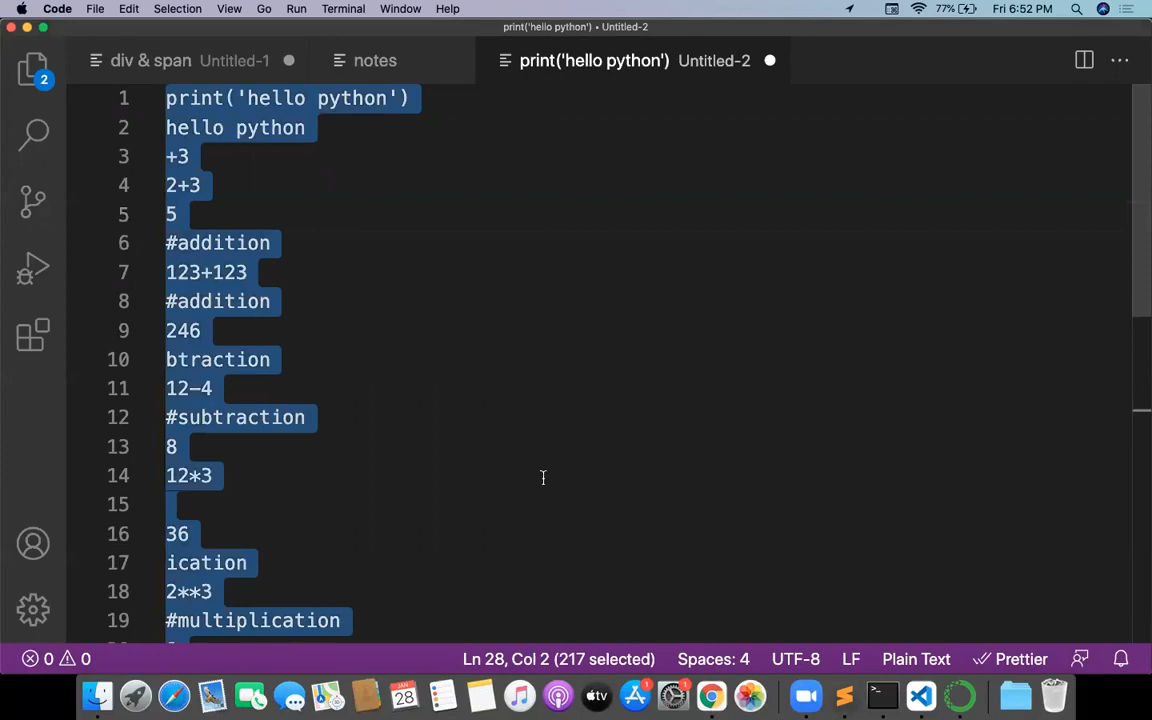 Code File Edit Selection View Go Run Terminal Window Help 77% Fri 6:52 PM
print('hello python') • Untitled-2
div & span Untitled-1 notes print('hello python') Untitled-2
2
1 print('hello python')
2 hello python
3 +3
4 2+3
5 5
6 #addition
7 123+123
8 #addition
9 246
10 btraction
11 12-4
12 #subtraction
13 8
14 12*3
15
16 36
17 ication
18 2**3
19 #multiplication
0 0 Ln 28, Col 2 (217 selected) Spaces: 4 UTF-8 LF Plain Text Prettier
JAN 28 tv 1 1